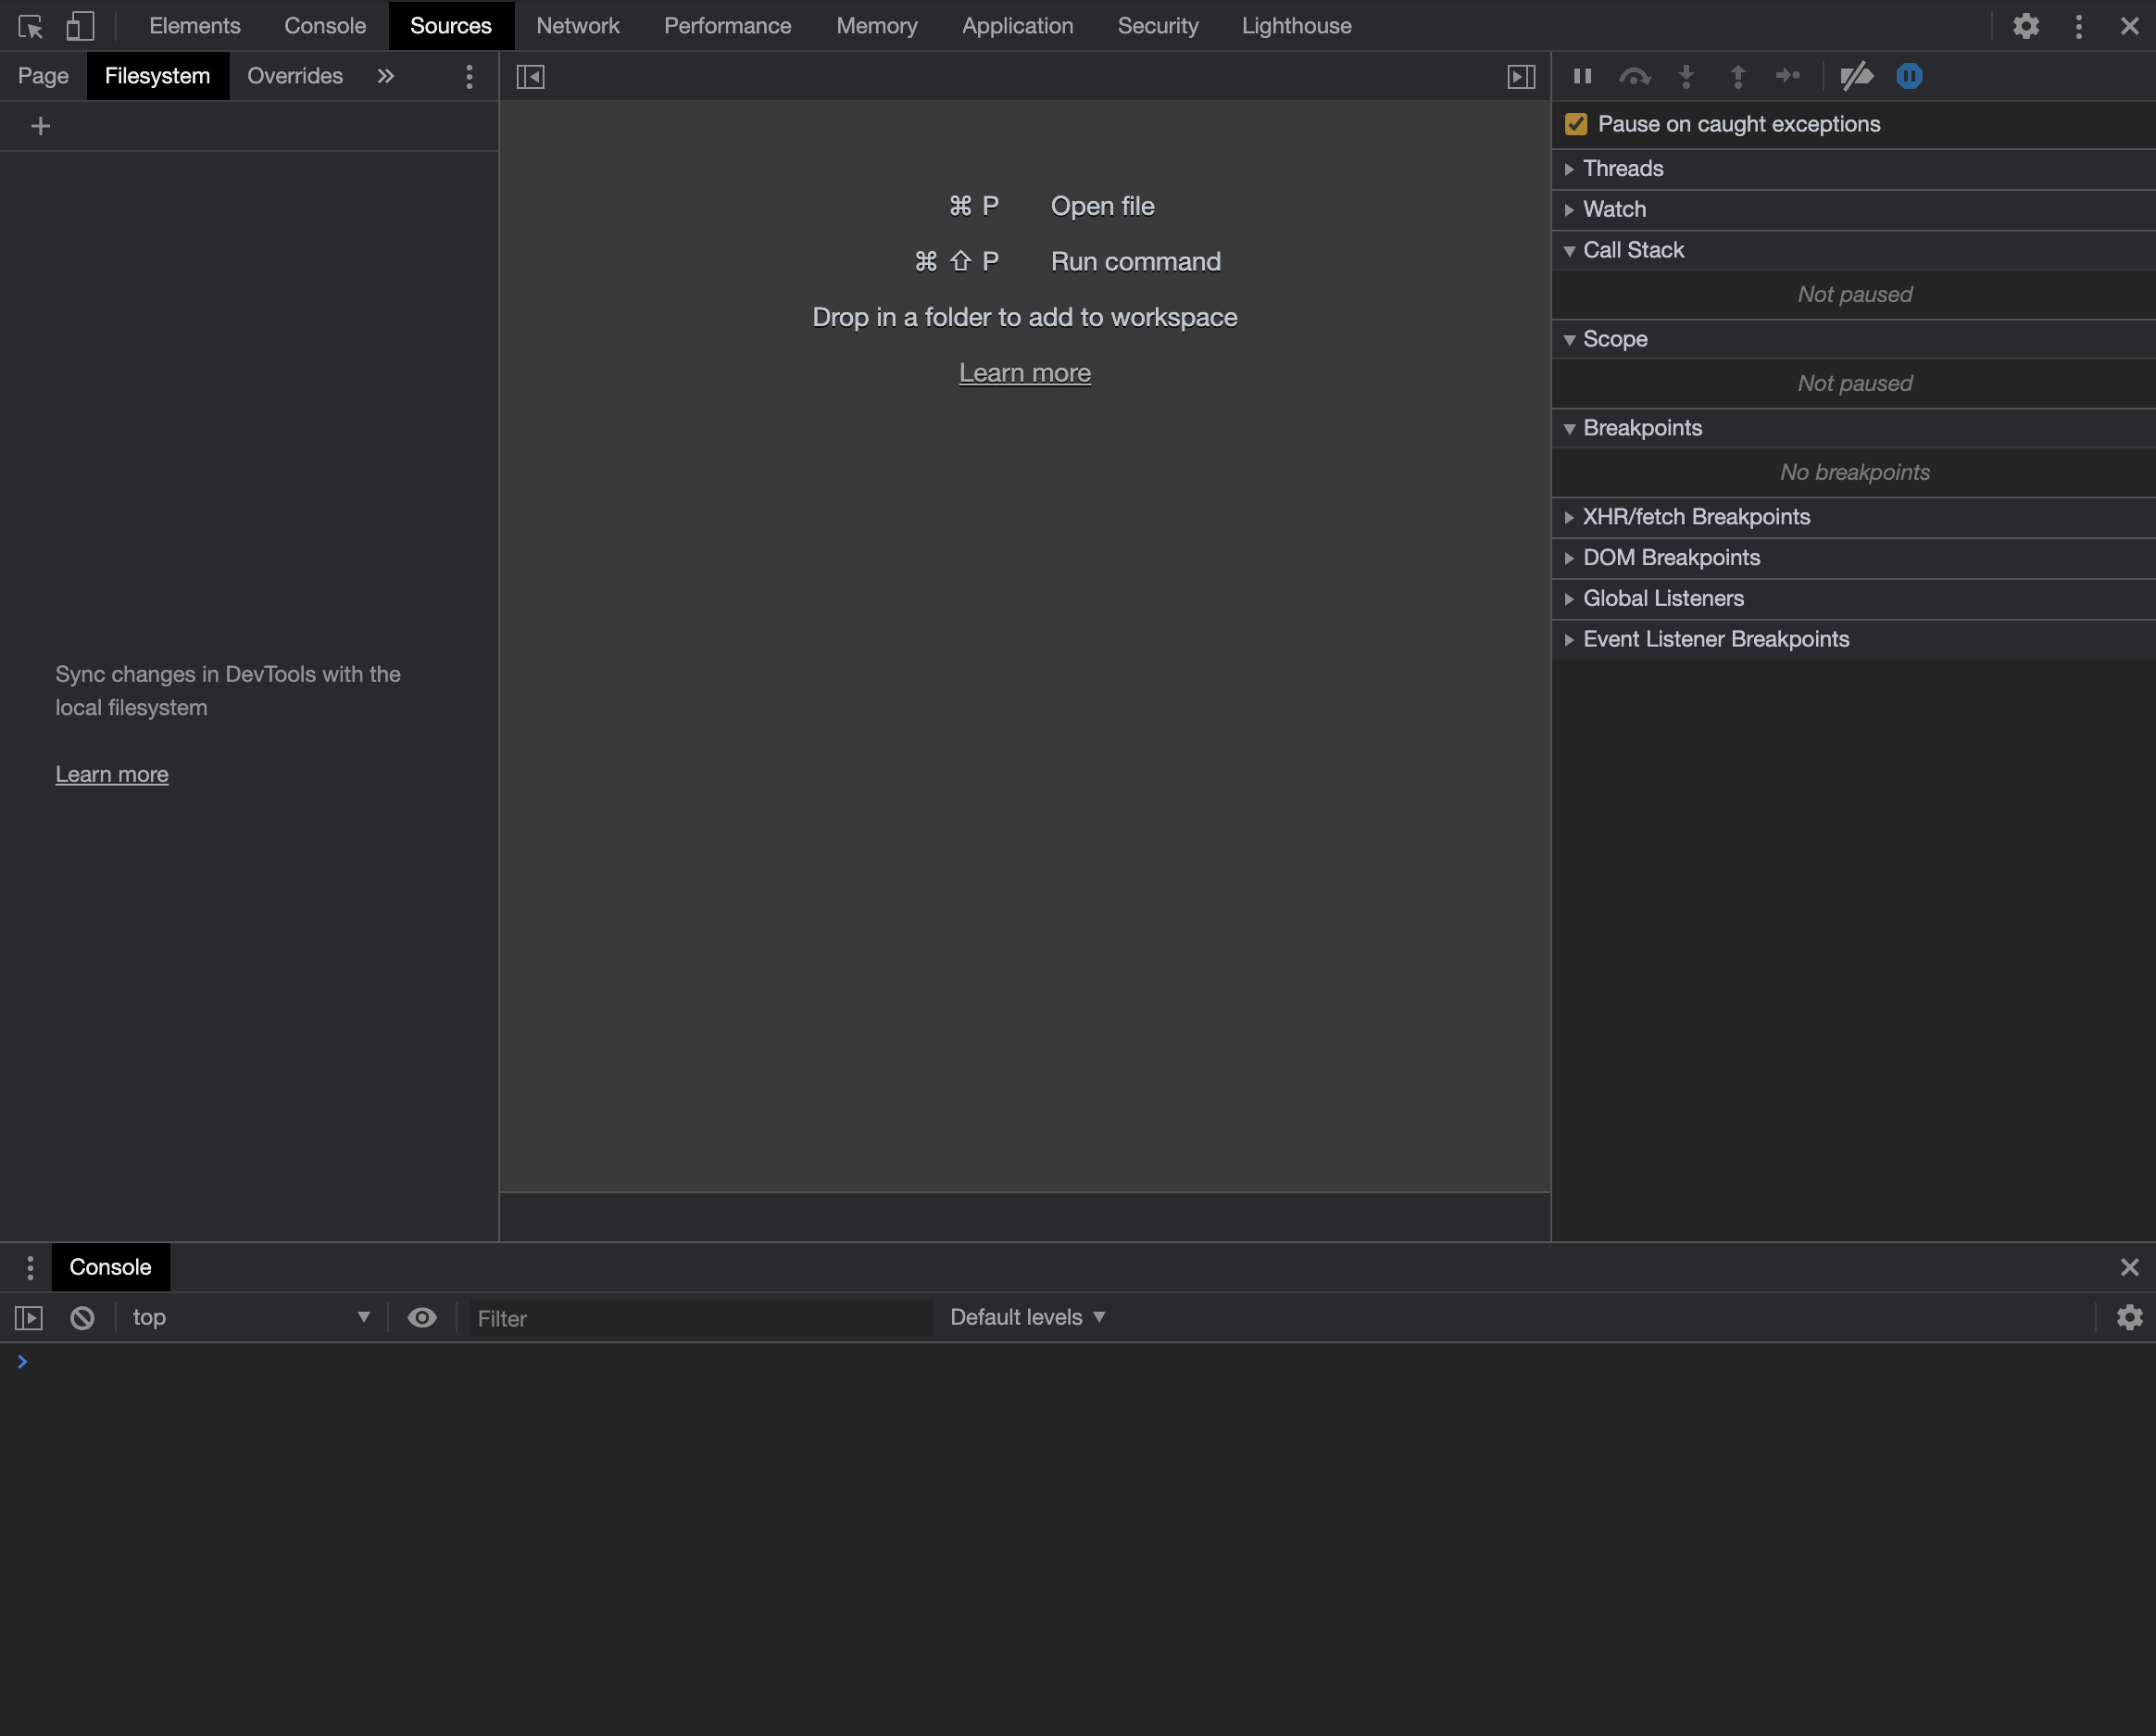 Elements Console Sources Network Performance Memory Application Security Lighthouse
Page Filesystem Overrides »
+
⌘ P Open file
⌘ ⇧ P Run command
Drop in a folder to add to workspace
Learn more
Sync changes in DevTools with the
local filesystem
Learn more
Pause on caught exceptions
Threads
Watch
Call Stack
Not paused
Scope
Not paused
Breakpoints
No breakpoints
XHR/fetch Breakpoints
DOM Breakpoints
Global Listeners
Event Listener Breakpoints
Console
top Filter Default levels